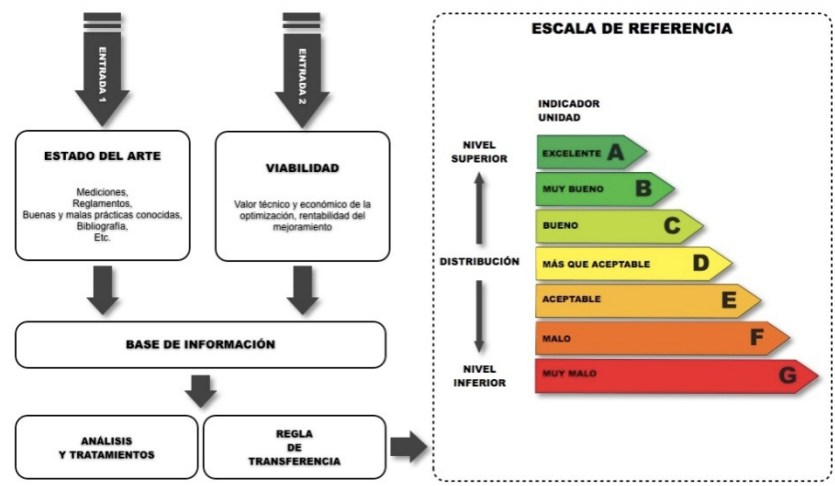 ENTRADA 1
ENTRADA 2
ESTADO DEL ARTE
Mediciones,
Reglamentos,
Buenas y malas prácticas conocidas,
Bibliografía,
Etc.
VIABILIDAD
Valor técnico y económico de la
optimización, rentabilidad del
mejoramiento
BASE DE INFORMACIÓN
ANÁLISIS
Y TRATAMIENTOS
REGLA
DE
TRANSFERENCIA
ESCALA DE REFERENCIA
INDICADOR
UNIDAD
NIVEL
SUPERIOR
DISTRIBUCIÓN
NIVEL
INFERIOR
EXCELENTE A
MUY BUENO B
BUENO C
MÁS QUE ACEPTABLE D
ACEPTABLE E
MALO F
MUY MALO G